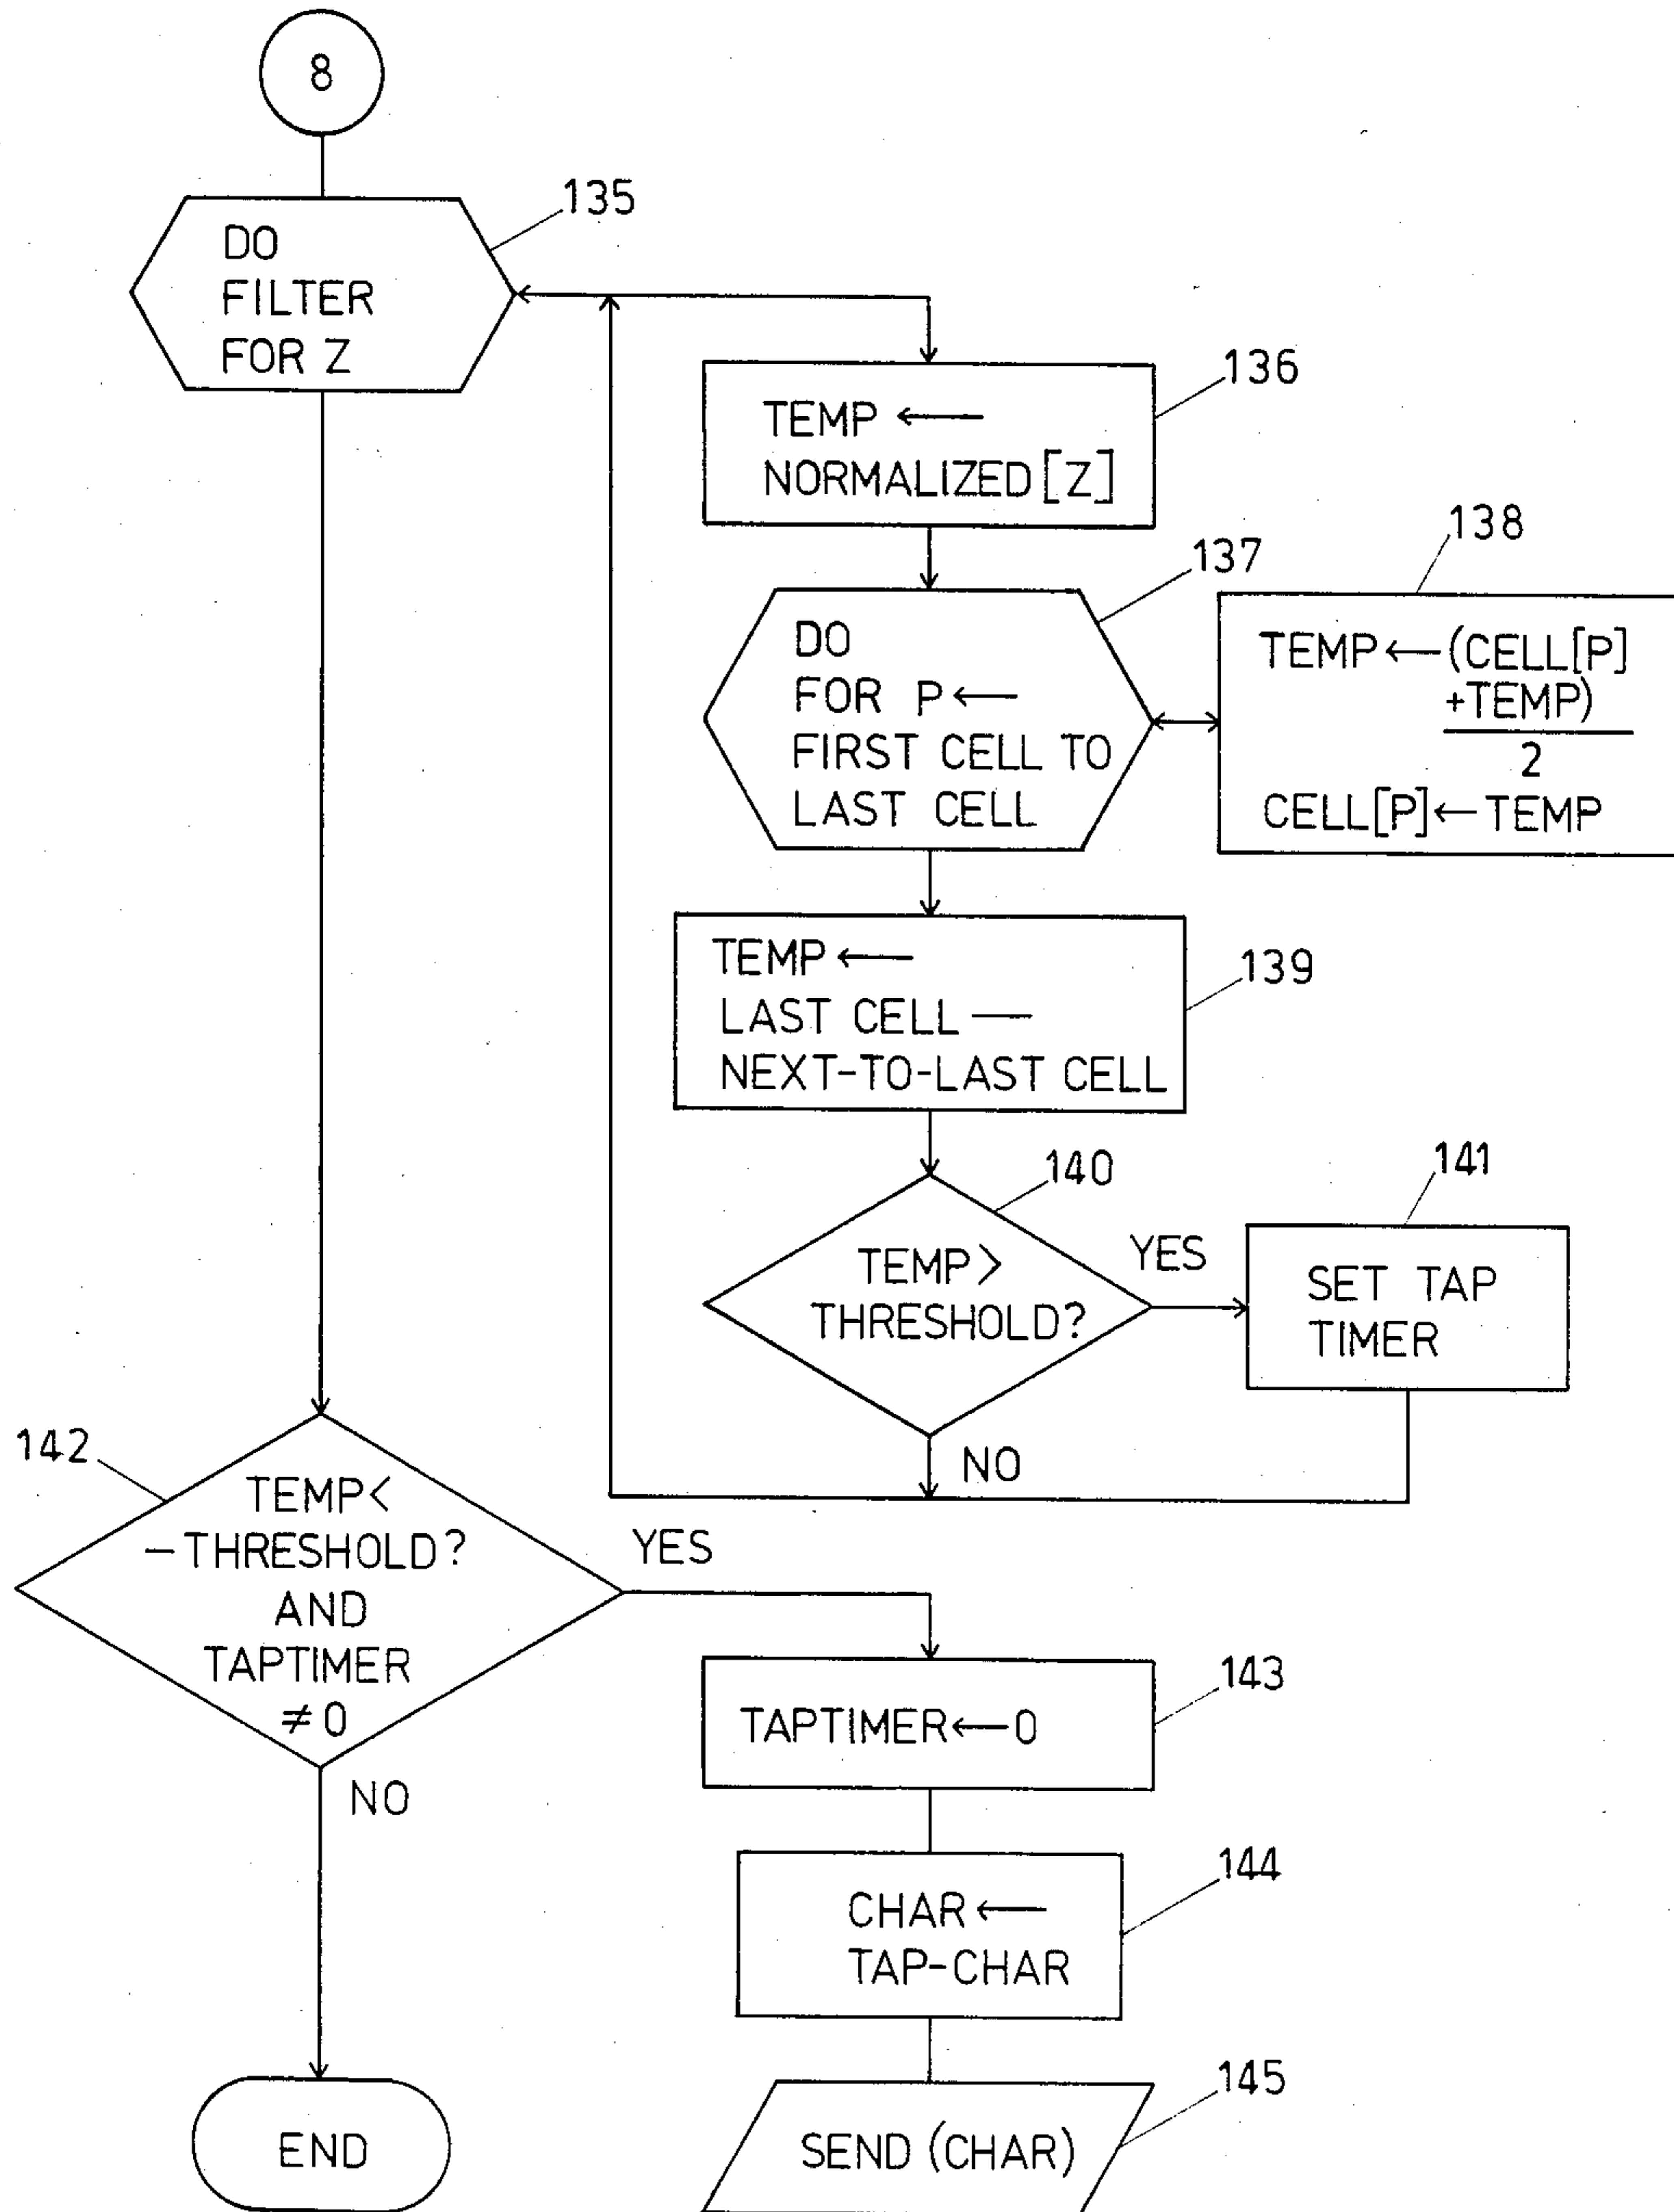 8
135
DO
FILTER
FOR Z
136
TEMP ←
NORMALIZED [Z]
137
DO
FOR P ←
FIRST CELL TO
LAST CELL
138
TEMP ← (CELL[P]
+TEMP)
2
CELL[P] ← TEMP
139
TEMP ←
LAST CELL —
NEXT-TO-LAST CELL
140
TEMP >
THRESHOLD?
YES
NO
141
SET TAP
TIMER
142
TEMP <
— THRESHOLD?
AND
TAPTIMER
≠ 0
YES
NO
143
TAPTIMER ← 0
144
CHAR ←
TAP-CHAR
145
SEND (CHAR)
END